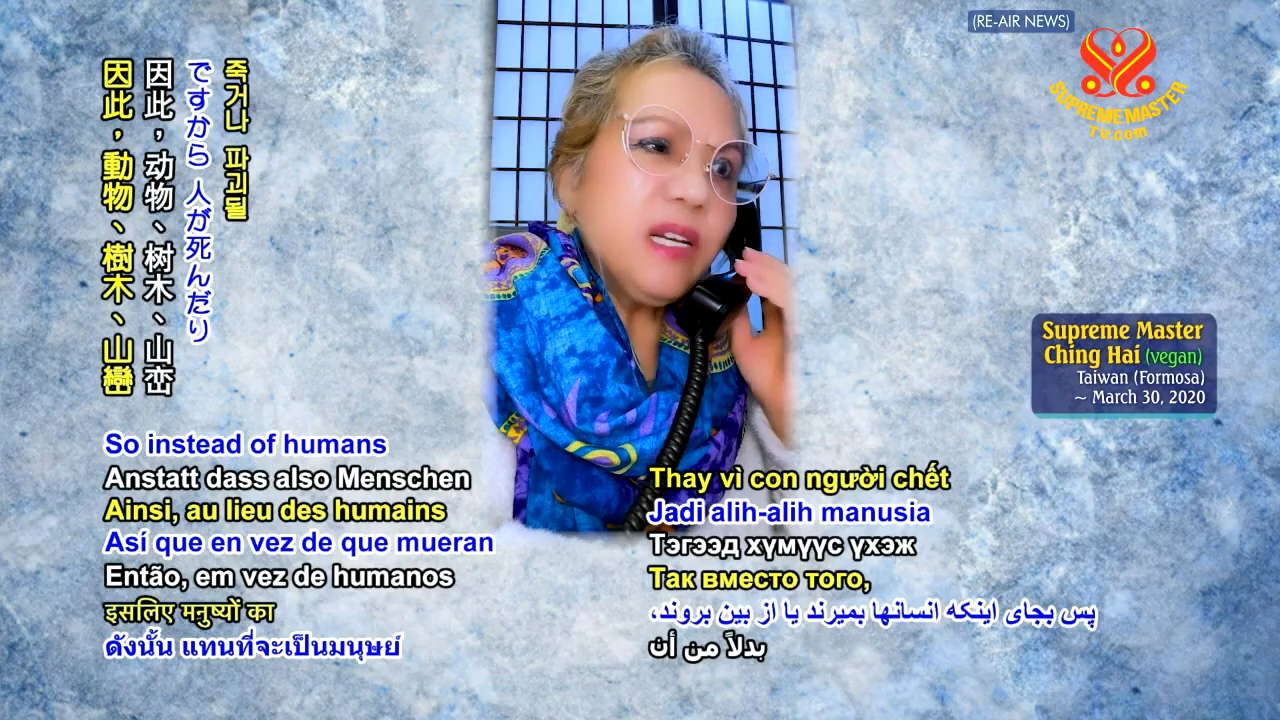 (RE-AIR NEWS)
SUPREME MASTER
TV.com
죽거나 파괴될
ですから 人が死んだり
因此，动物、树木、山峦
因此，動物、樹木、山巒
Supreme Master
Ching Hai (vegan)
Taiwan (Formosa)
~ March 30, 2020
So instead of humans
Anstatt dass also Menschen
Ainsi, au lieu des humains
Así que en vez de que mueran
Então, em vez de humanos
इसलिए मनुष्यों का
ดังนั้น แทนที่จะเป็นมนุษย์
Thay vì con người chết
Jadi alih-alih manusia
Тэгээд хүмүүс үхэж
Так вместо того,
پس بجای اینکه انسانها بمیرند یا از بین بروند،
بدلاً من أن